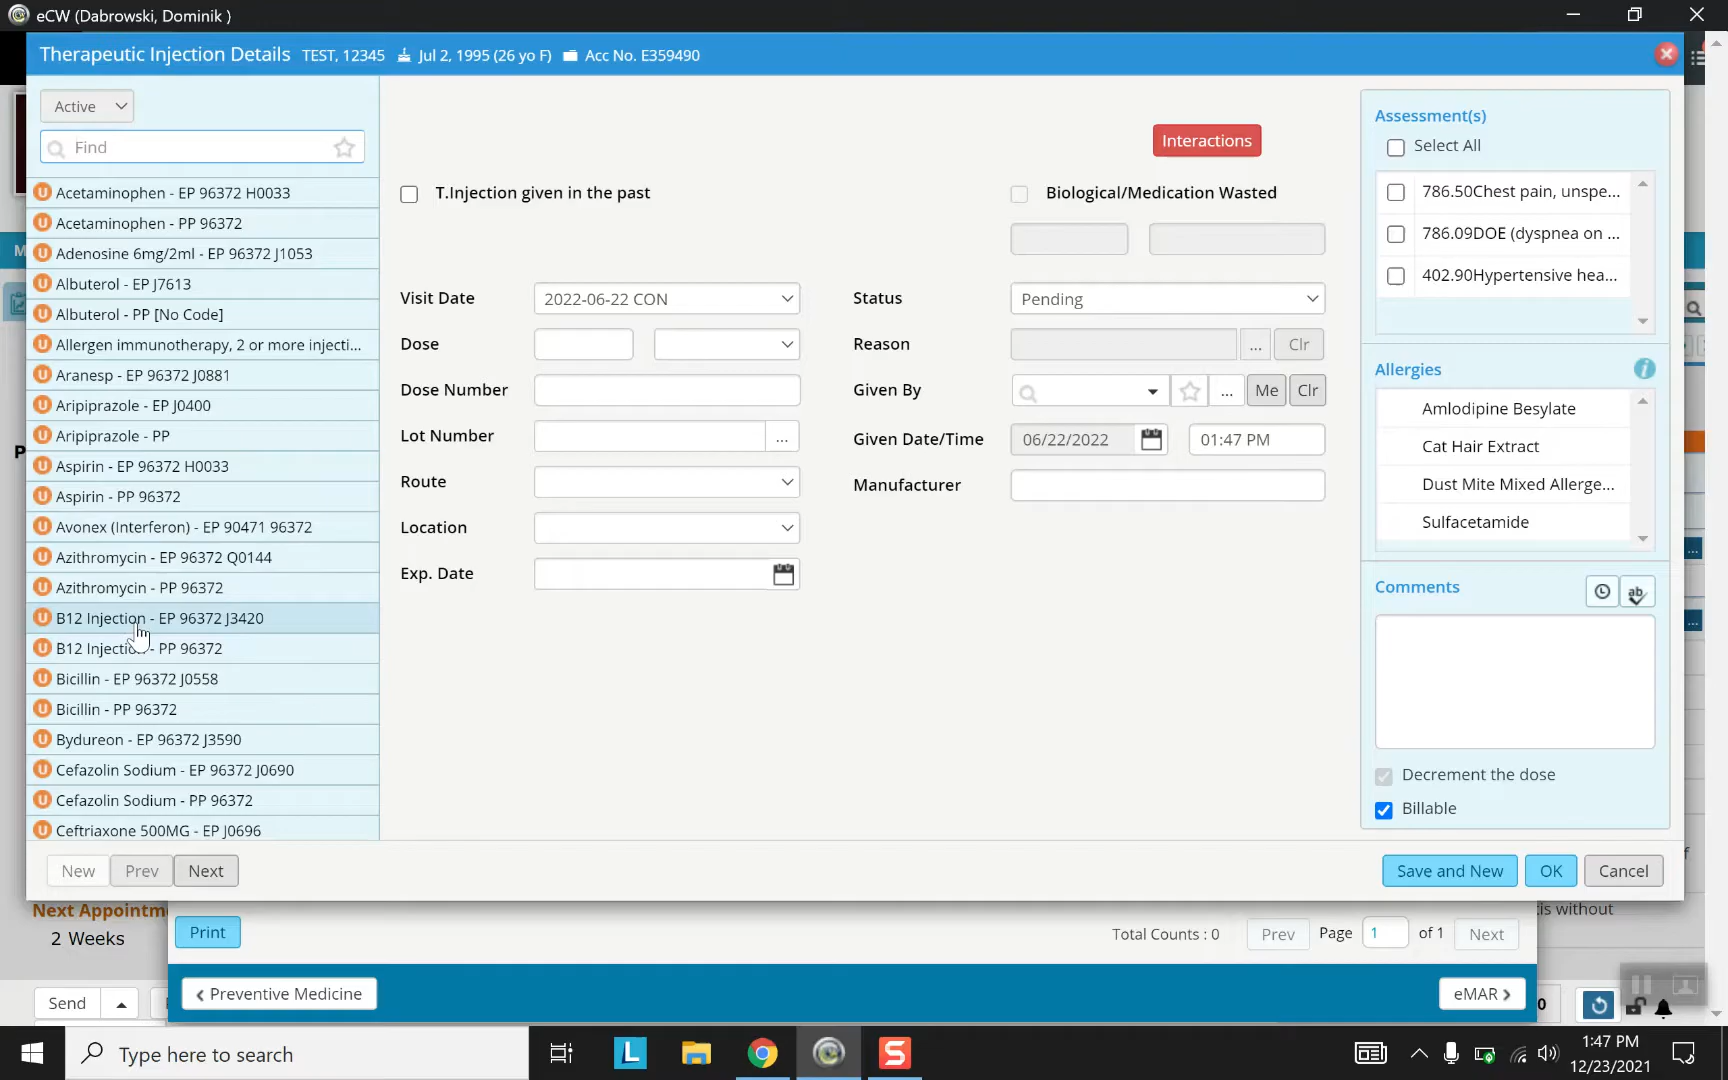 eCW (Dabrowski, Dominik )
Therapeutic Injection Details TEST, 12345 Jul 2, 1995 (26 yo F) Acc No. E359490
Active
Find
Acetaminophen - EP 96372 H0033
Acetaminophen - PP 96372
Adenosine 6mg/2ml - EP 96372 J1053
Albuterol - EP J7613
Albuterol - PP [No Code]
Allergen immunotherapy, 2 or more injecti...
Aranesp - EP 96372 J0881
Aripiprazole - EP J0400
Aripiprazole - PP
Aspirin - EP 96372 H0033
Aspirin - PP 96372
Avonex (Interferon) - EP 90471 96372
Azithromycin - EP 96372 Q0144
Azithromycin - PP 96372
B12 Injection - EP 96372 J3420
B12 Injection - PP 96372
Bicillin - EP 96372 J0558
Bicillin - PP 96372
Bydureon - EP 96372 J3590
Cefazolin Sodium - EP 96372 J0690
Cefazolin Sodium - PP 96372
Ceftriaxone 500MG - EP J0696
Interactions
T.Injection given in the past
Biological/Medication Wasted
Visit Date 2022-06-22 CON
Dose
Dose Number
Lot Number ...
Route
Location
Exp. Date
Status Pending
Reason ... Clr
Given By ... Me Clr
Given Date/Time 06/22/2022 01:47 PM
Manufacturer
Assessment(s)
Select All
786.50Chest pain, unspe...
786.09DOE (dyspnea on ...
402.90Hypertensive hea...
Allergies
Amlodipine Besylate
Cat Hair Extract
Dust Mite Mixed Allerge...
Sulfacetamide
Comments
Decrement the dose
Billable
New Prev Next
Save and New OK Cancel
Next Appointme
2 Weeks
is without
Print
Total Counts : 0 Prev Page 1 of 1 Next
Preventive Medicine
eMAR
Send
0
Type here to search
L
S
1:47 PM
12/23/2021